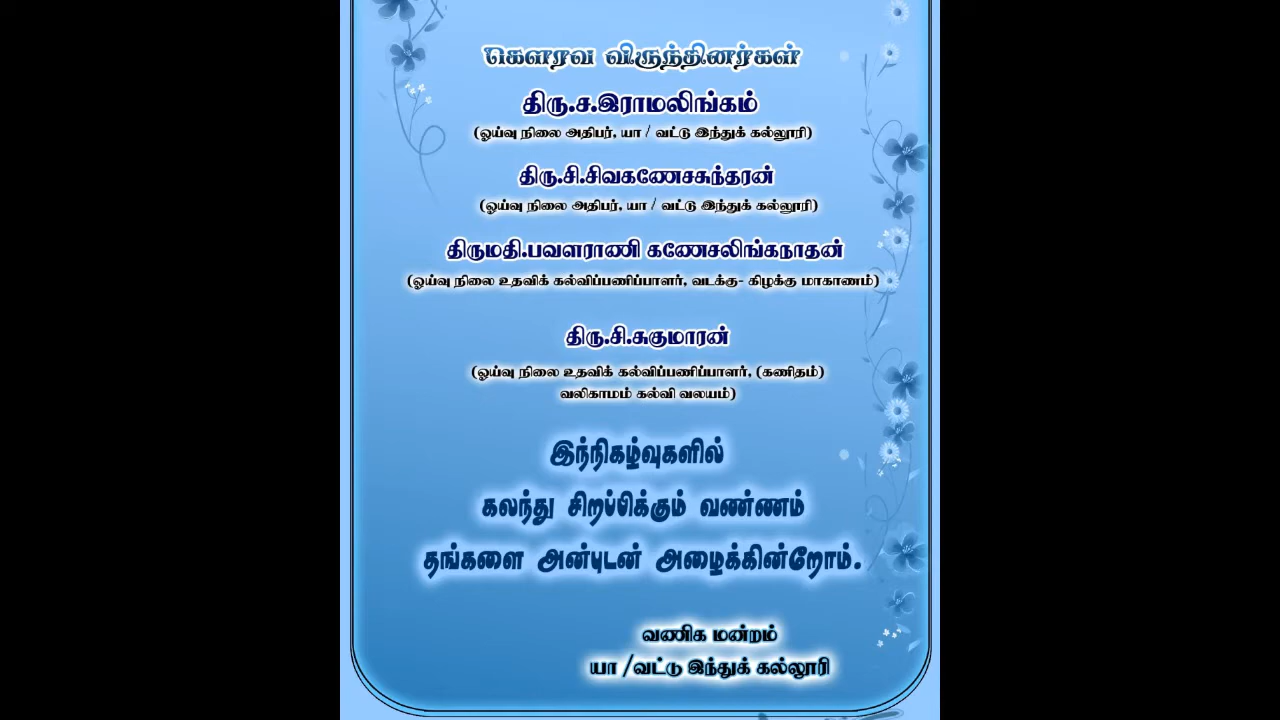 கௌரவ விருந்தினர்கள்
திரு.ச.இராமலிங்கம்
(ஓய்வு நிலை அதிபர், யா / வட்டு இந்துக் கல்லூரி)
திரு.சி.சிவகணேசசுந்தரன்
(ஓய்வு நிலை அதிபர், யா / வட்டு இந்துக் கல்லூரி)
திருமதி.பவளராணி கணேசலிங்கநாதன்
(ஓய்வு நிலை உதவிக் கல்விப்பணிப்பாளர், வடக்கு- கிழக்கு மாகாணம்)
திரு.சி.சுகுமாரன்
(ஓய்வு நிலை உதவிக் கல்விப்பணிப்பாளர், (கணிதம்)
வலிகாமம் கல்வி வலயம்)
இந்நிகழ்வுகளில்
கலந்து சிறப்பிக்கும் வண்ணம்
தங்களை அன்புடன் அழைக்கின்றோம்.
வணிக மன்றம்
யா /வட்டு இந்துக் கல்லூரி